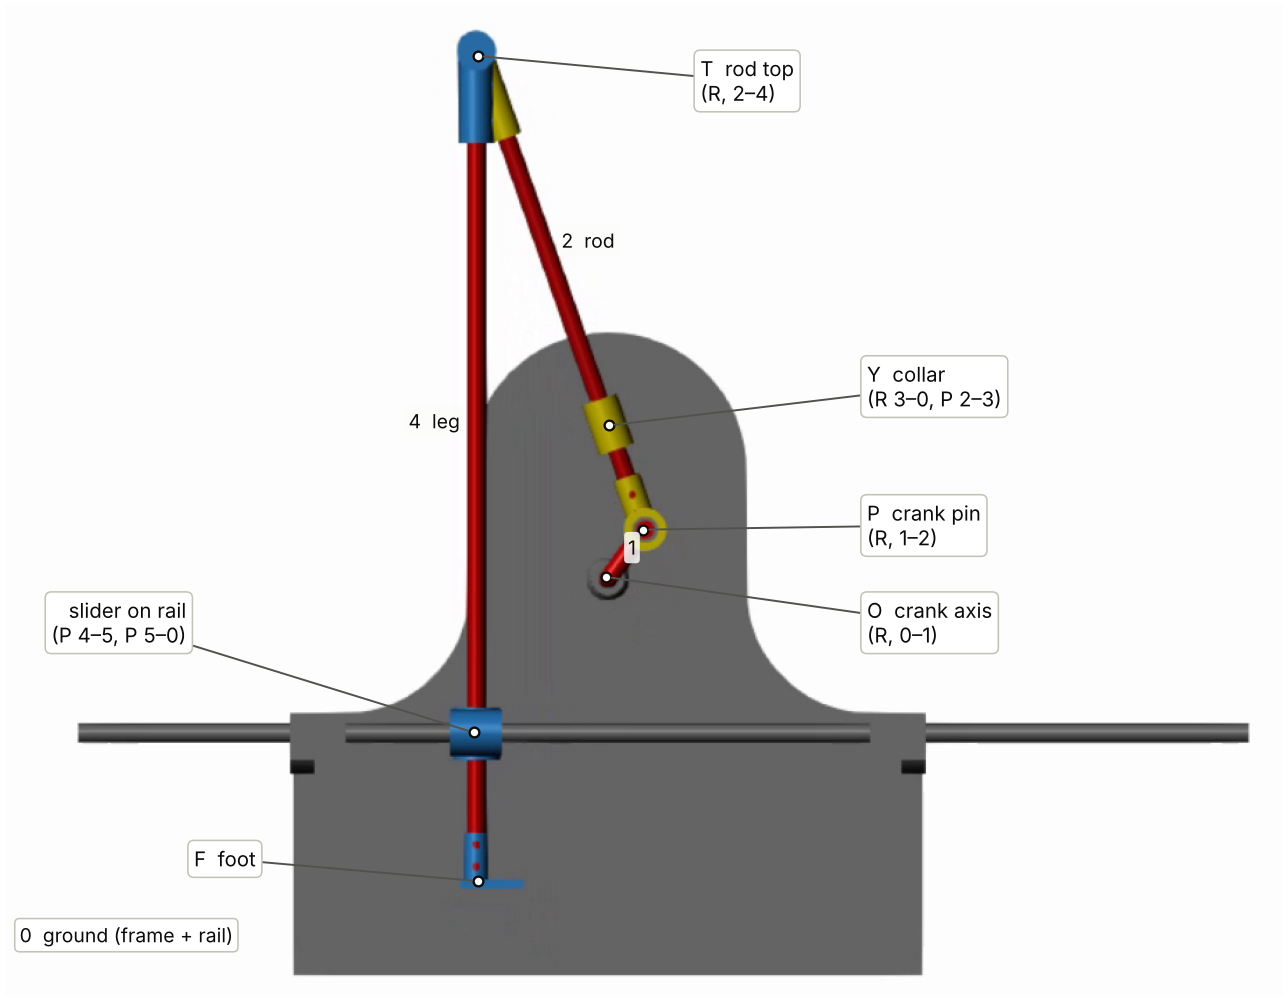 T rod top
(R, 2–4)
2 rod
Y collar
(R 3–0, P 2–3)
4 leg
P crank pin
(R, 1–2)
1
slider on rail
(P 4–5, P 5–0)
O crank axis
(R, 0–1)
F foot
0 ground (frame + rail)